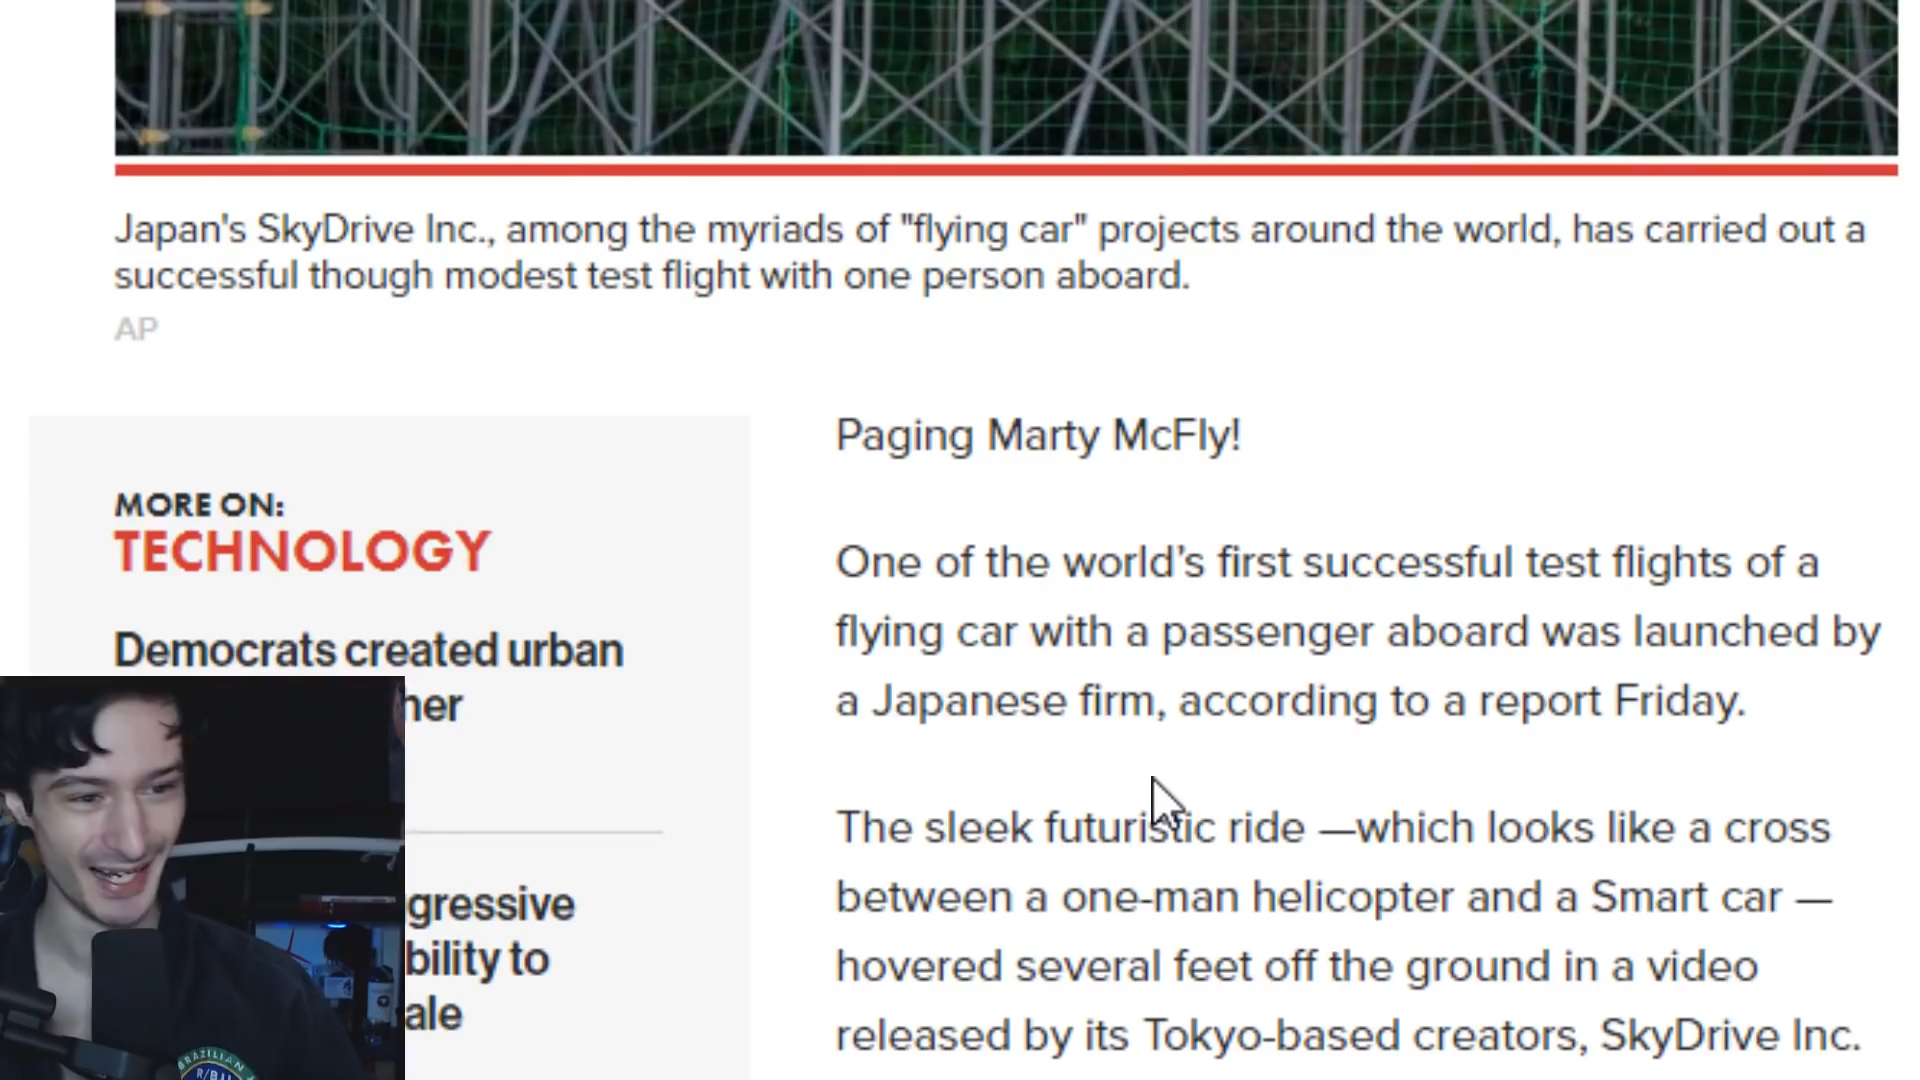 Japan's SkyDrive Inc., among the myriads of "flying car" projects around the world, has carried out a
successful though modest test flight with one person aboard.
AP
MORE ON:
TECHNOLOGY
Democrats created urban
her
gressive
bility to
ale
Paging Marty McFly!
One of the world’s first successful test flights of a
flying car with a passenger aboard was launched by
a Japanese firm, according to a report Friday.
The sleek futuristic ride —which looks like a cross
between a one-man helicopter and a Smart car —
hovered several feet off the ground in a video
released by its Tokyo-based creators, SkyDrive Inc.
BRAZILIAN